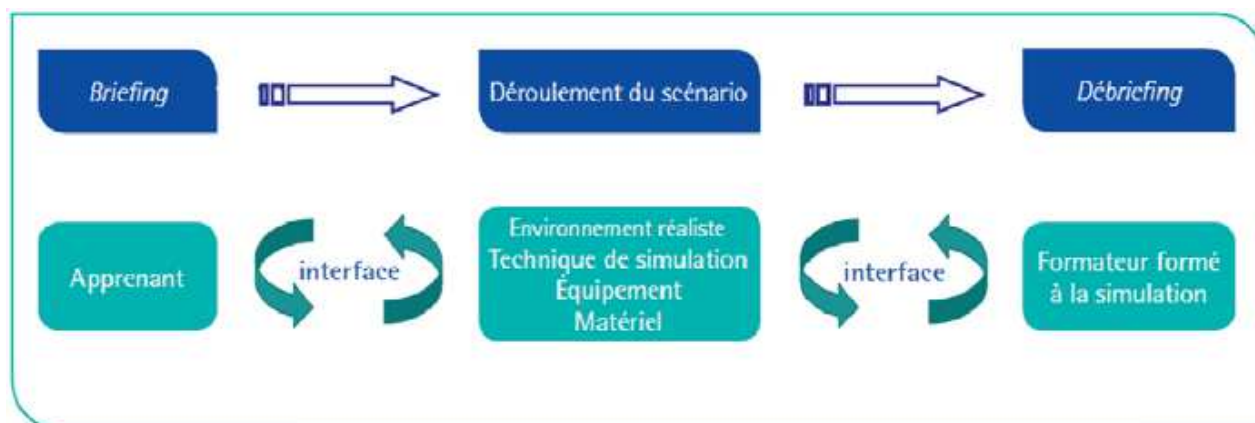 Briefing
Déroulement du scénario
Débriefing
Apprenant
interface
Environnement réaliste
Technique de simulation
Équipement
Matériel
interface
Formateur formé
à la simulation